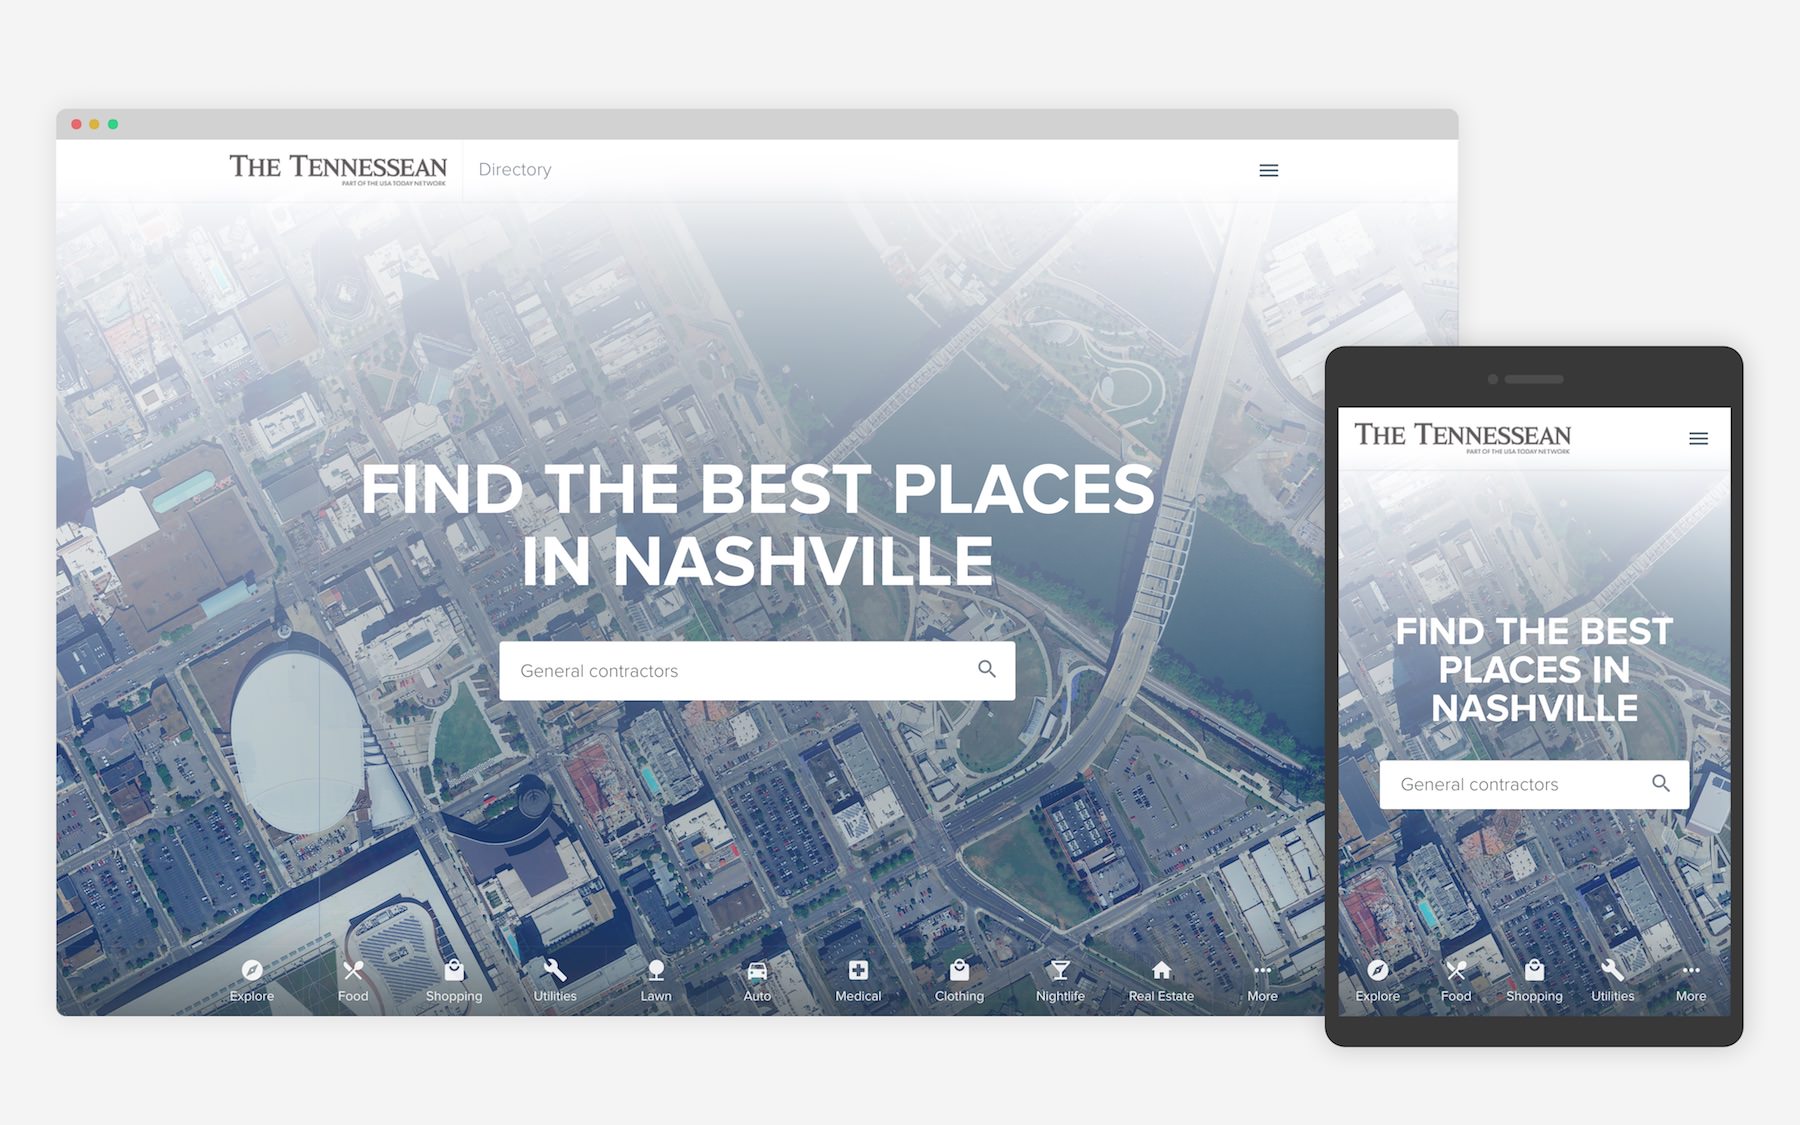 THE TENNESSEAN
PART OF THE USA TODAY NETWORK
Directory
FIND THE BEST PLACES
IN NASHVILLE
General contractors
Explore
Food
Shopping
Utilities
Lawn
Auto
Medical
Clothing
Nightlife
Real Estate
More
THE TENNESSEAN
PART OF THE USA TODAY NETWORK
FIND THE BEST
PLACES IN
NASHVILLE
General contractors
Explore
Food
Shopping
Utilities
More